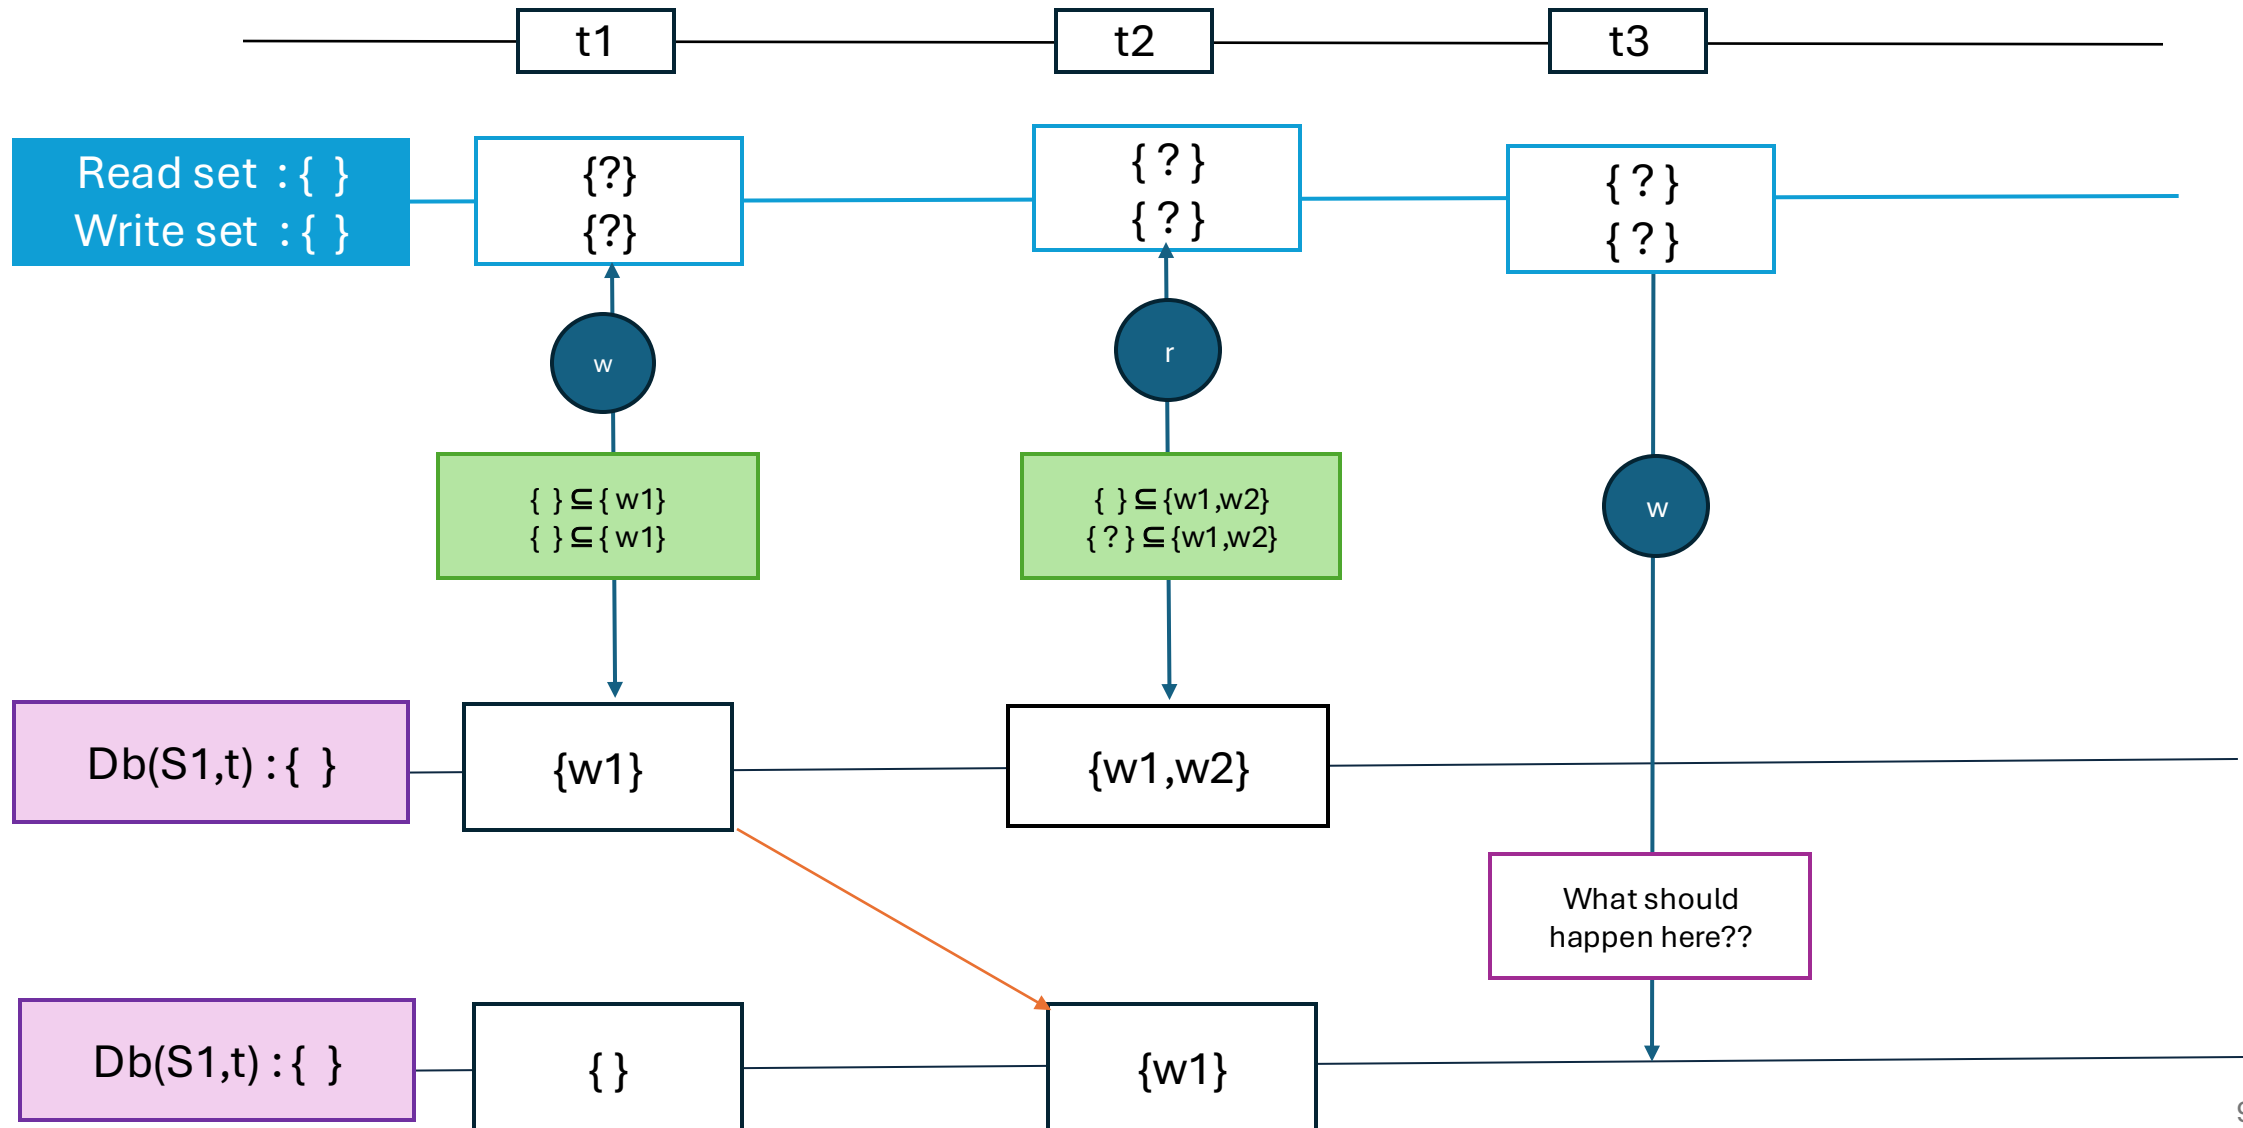 t1
t2
t3
Read set : { }
Write set : { }
{?}
{?}
{ ? }
{ ? }
{ ? }
{ ? }
w
r
w
{ } ⊆ { w1}
{ } ⊆ { w1}
{ } ⊆ {w1,w2}
{ ? } ⊆ {w1,w2}
Db(S1,t) : { }
{w1}
{w1,w2}
What should
happen here??
Db(S1,t) : { }
{ }
{w1}